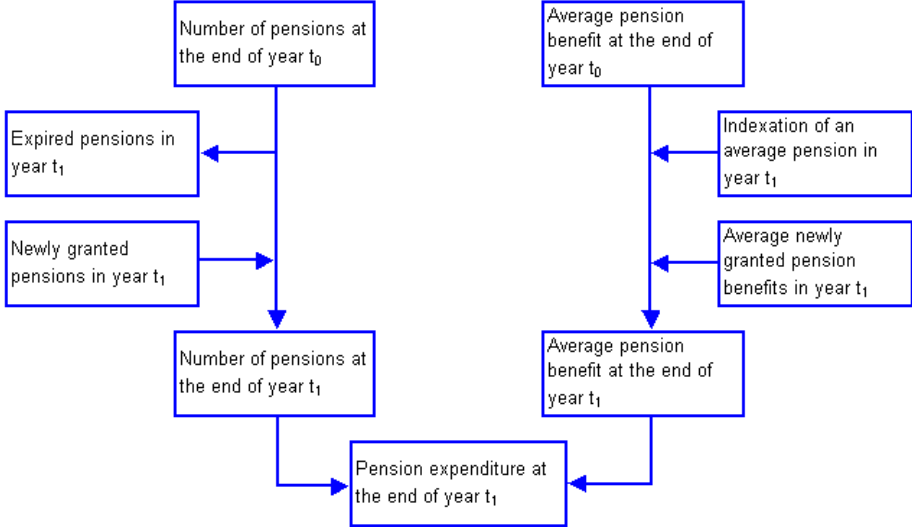 Number of pensions at
the end of year t₀
Average pension
benefit at the end of
year t₀
Expired pensions in
year t₁
Indexation of an
average pension in
year t₁
Newly granted
pensions in year t₁
Average newly
granted pension
benefits in year t₁
Number of pensions at
the end of year t₁
Average pension
benefit at the end of
year t₁
Pension expenditure at
the end of year t₁